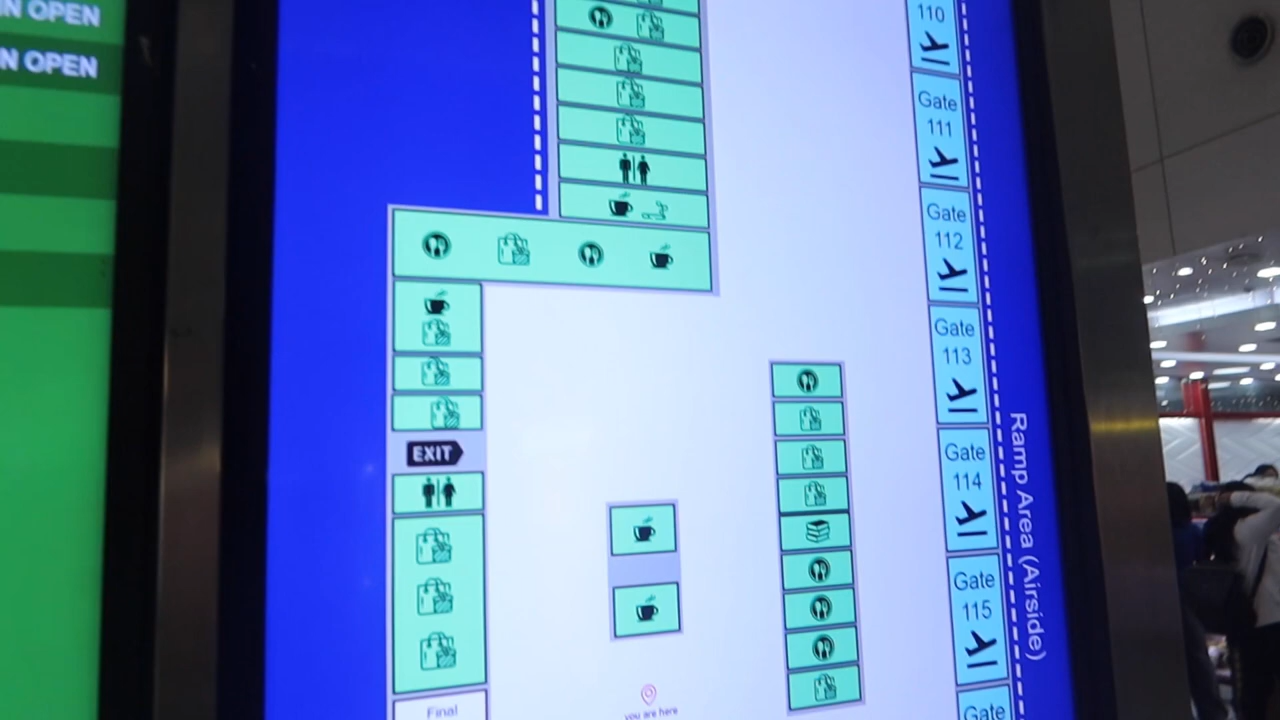 IN OPEN
N OPEN
110
Gate
111
Gate
112
Gate
113
Gate
114
Gate
115
Gate
Ramp Area (Airside)
EXIT
you are here
Final